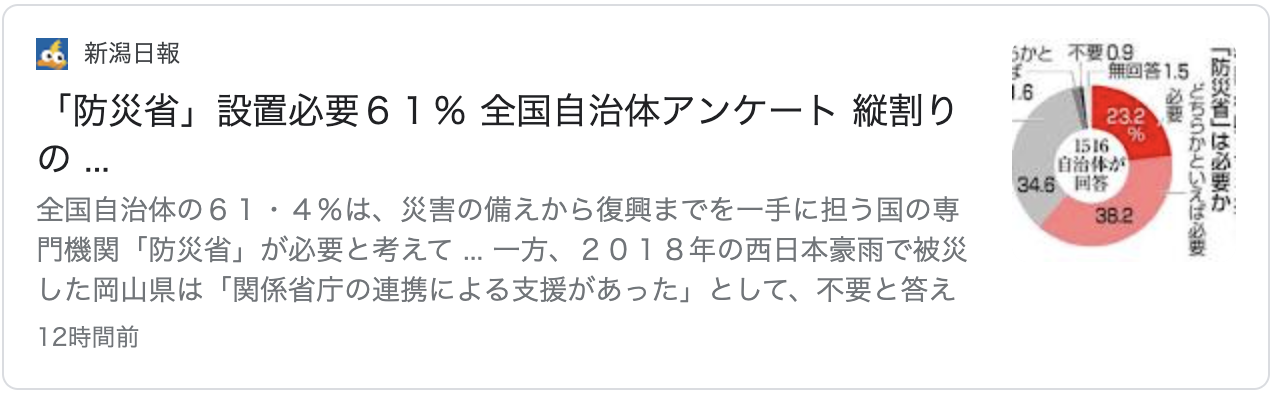 新潟日報
「防災省」設置必要６１％ 全国自治体アンケート 縦割り
の ...
全国自治体の６１・４％は、災害の備えから復興までを一手に担う国の専
門機関「防災省」が必要と考えて ... 一方、２０１８年の西日本豪雨で被災
した岡山県は「関係省庁の連携による支援があった」として、不要と答え
12時間前
「防災省」は必要か
どちらかといえば必要
38.2
必要
23.2
%
無回答1.5
不要0.9
らかと
ば
1.6
34.6
1516
自治体が
回答